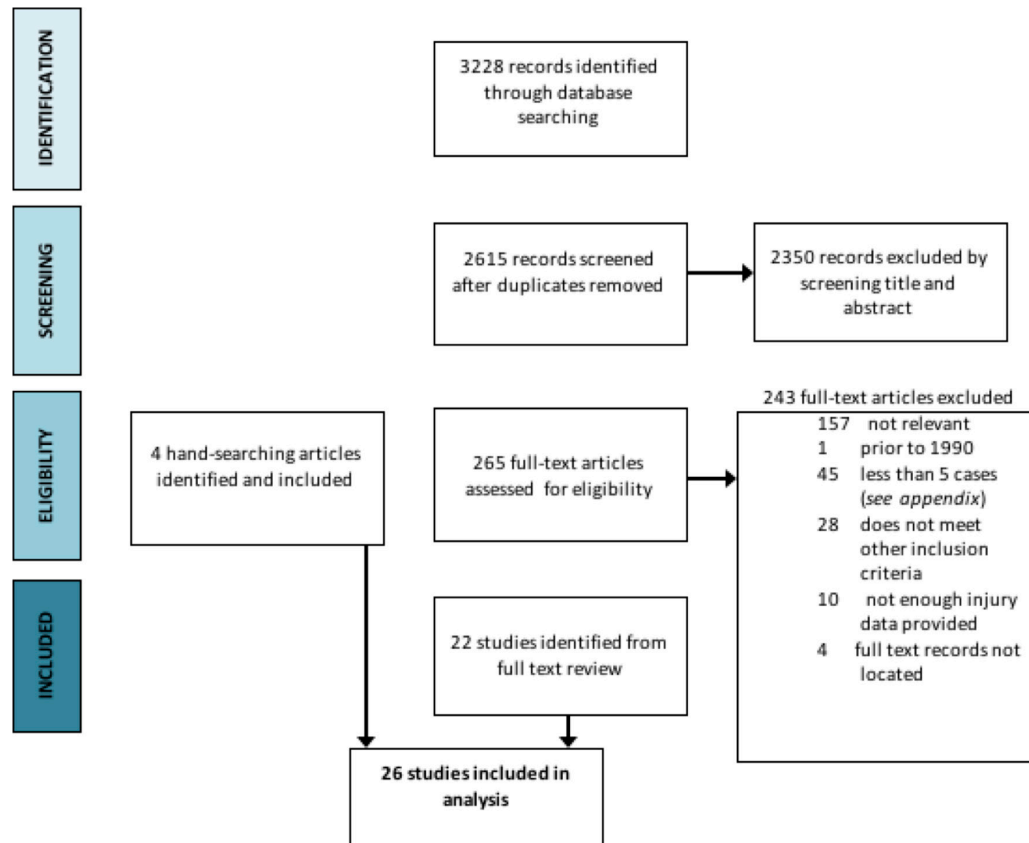 IDENTIFICATION
3228 records identified
through database
searching
SCREENING
2615 records screened
after duplicates removed
2350 records excluded by
screening title and
abstract
ELIGIBILITY
4 hand-searching articles
identified and included
265 full-text articles
assessed for eligibility
243 full-text articles excluded
157 not relevant
1 prior to 1990
45 less than 5 cases
(see appendix)
28 does not meet
other inclusion
criteria
10 not enough injury
data provided
4 full text records not
located
INCLUDED
22 studies identified from
full text review
26 studies included in
analysis